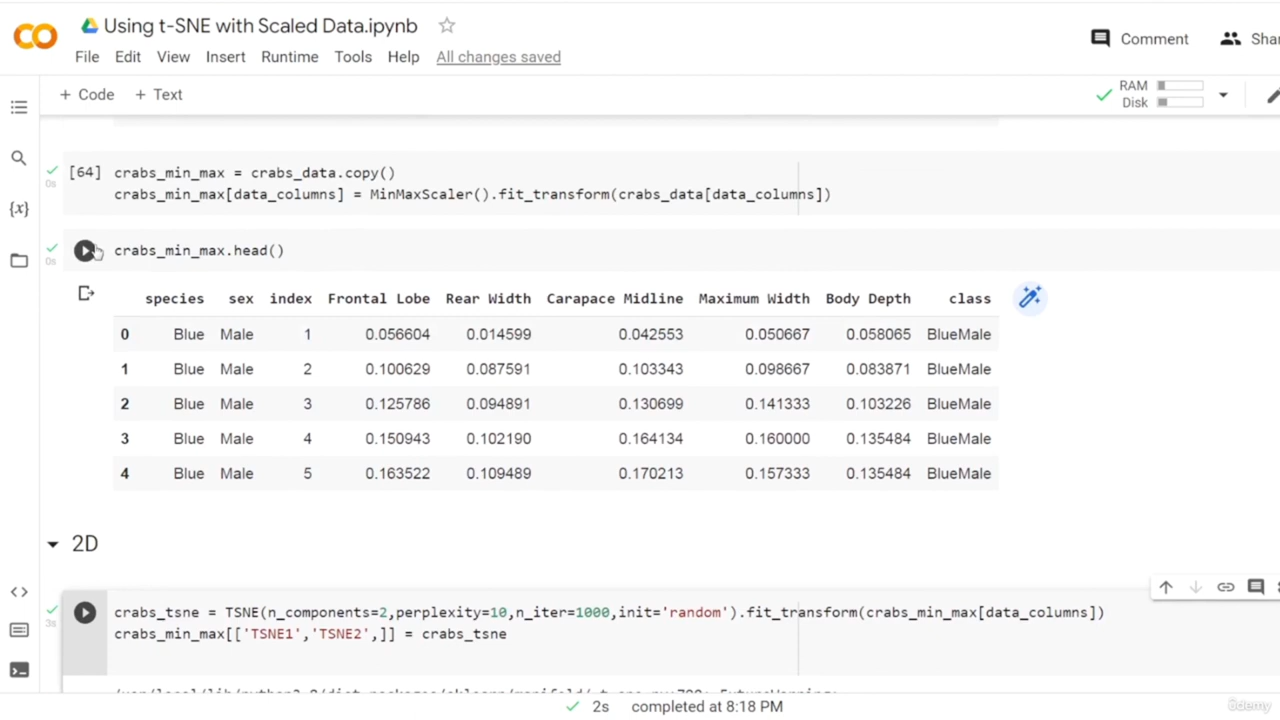 Using t-SNE with Scaled Data.ipynb
File Edit View Insert Runtime Tools Help All changes saved
Comment
+ Code + Text
RAM
Disk
[64] crabs_min_max = crabs_data.copy()
0s
crabs_min_max[data_columns] = MinMaxScaler().fit_transform(crabs_data[data_columns])
{x}
crabs_min_max.head()
0s
species sex index Frontal Lobe Rear Width Carapace Midline Maximum Width Body Depth class
0 Blue Male 1 0.056604 0.014599 0.042553 0.050667 0.058065 BlueMale
1 Blue Male 2 0.100629 0.087591 0.103343 0.098667 0.083871 BlueMale
2 Blue Male 3 0.125786 0.094891 0.130699 0.141333 0.103226 BlueMale
3 Blue Male 4 0.150943 0.102190 0.164134 0.160000 0.135484 BlueMale
4 Blue Male 5 0.163522 0.109489 0.170213 0.157333 0.135484 BlueMale
2D
crabs_tsne = TSNE(n_components=2,perplexity=10,n_iter=1000,init='random').fit_transform(crabs_min_max[data_columns])
3s
crabs_min_max[['TSNE1','TSNE2',]] = crabs_tsne
2s completed at 8:18 PM
ûdemy